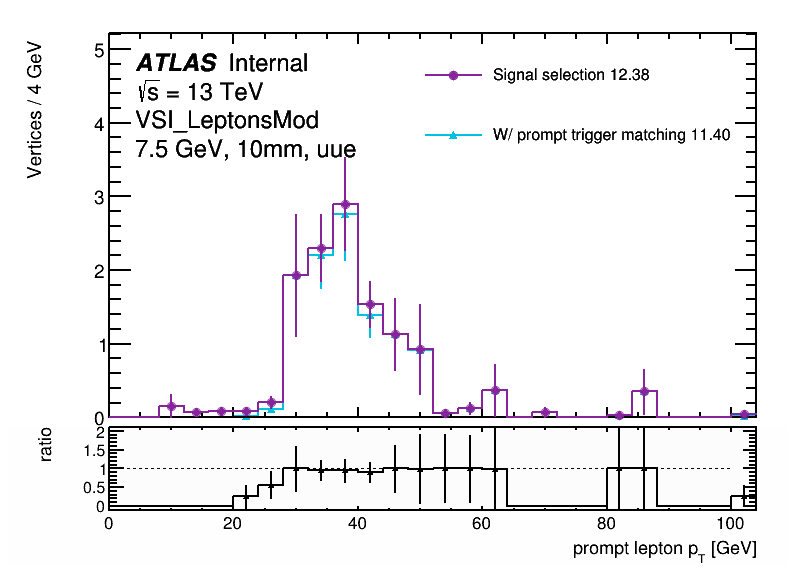 Vertices / 4 GeV
ATLAS Internal
√s = 13 TeV
VSI_LeptonsMod
7.5 GeV, 10mm, uue
Signal selection 12.38
W/ prompt trigger matching 11.40
5
4
3
2
1
0
ratio
2
1.5
1
0.5
0
0 20 40 60 80 100
prompt lepton p_T [GeV]